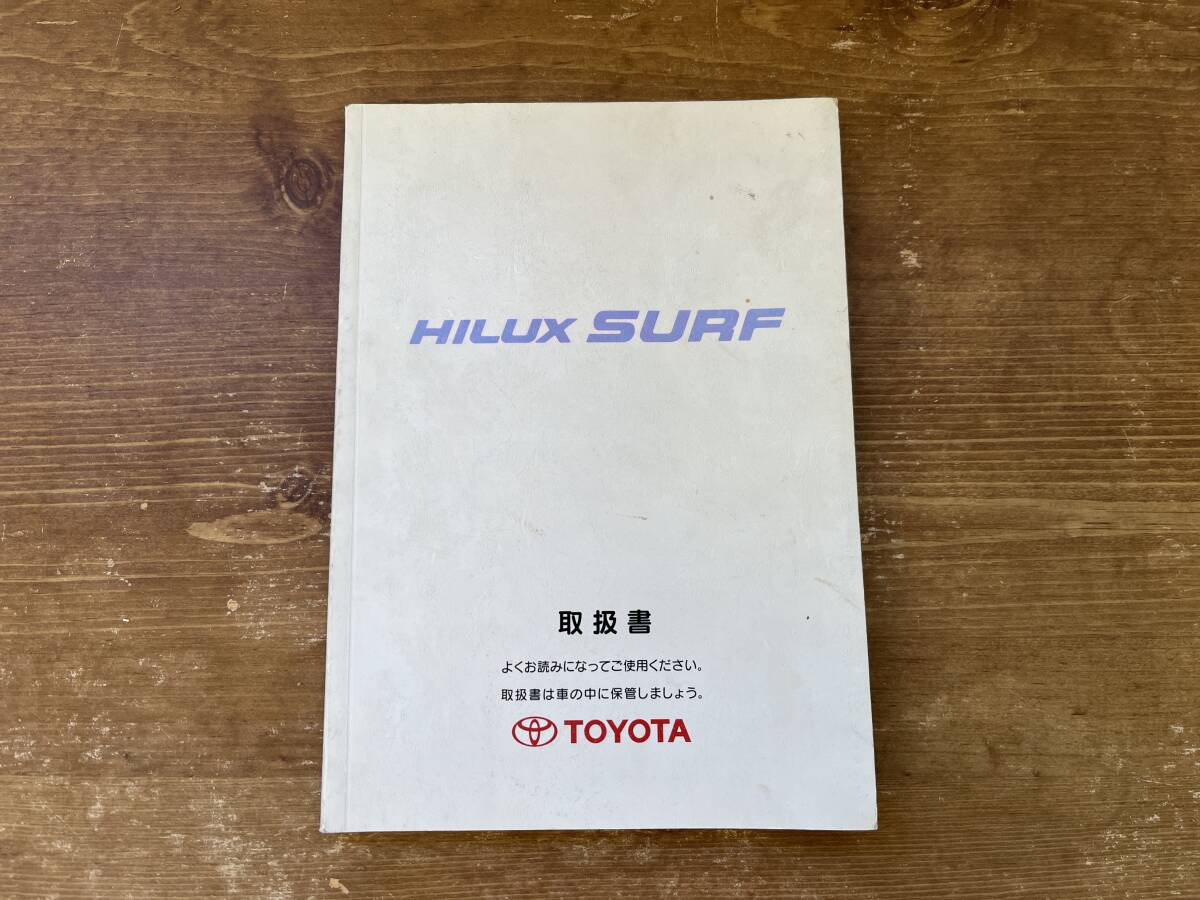 HILUX SURF
取扱書
よくお読みになってご使用ください。
取扱書は車の中に保管しましょう。
TOYOTA